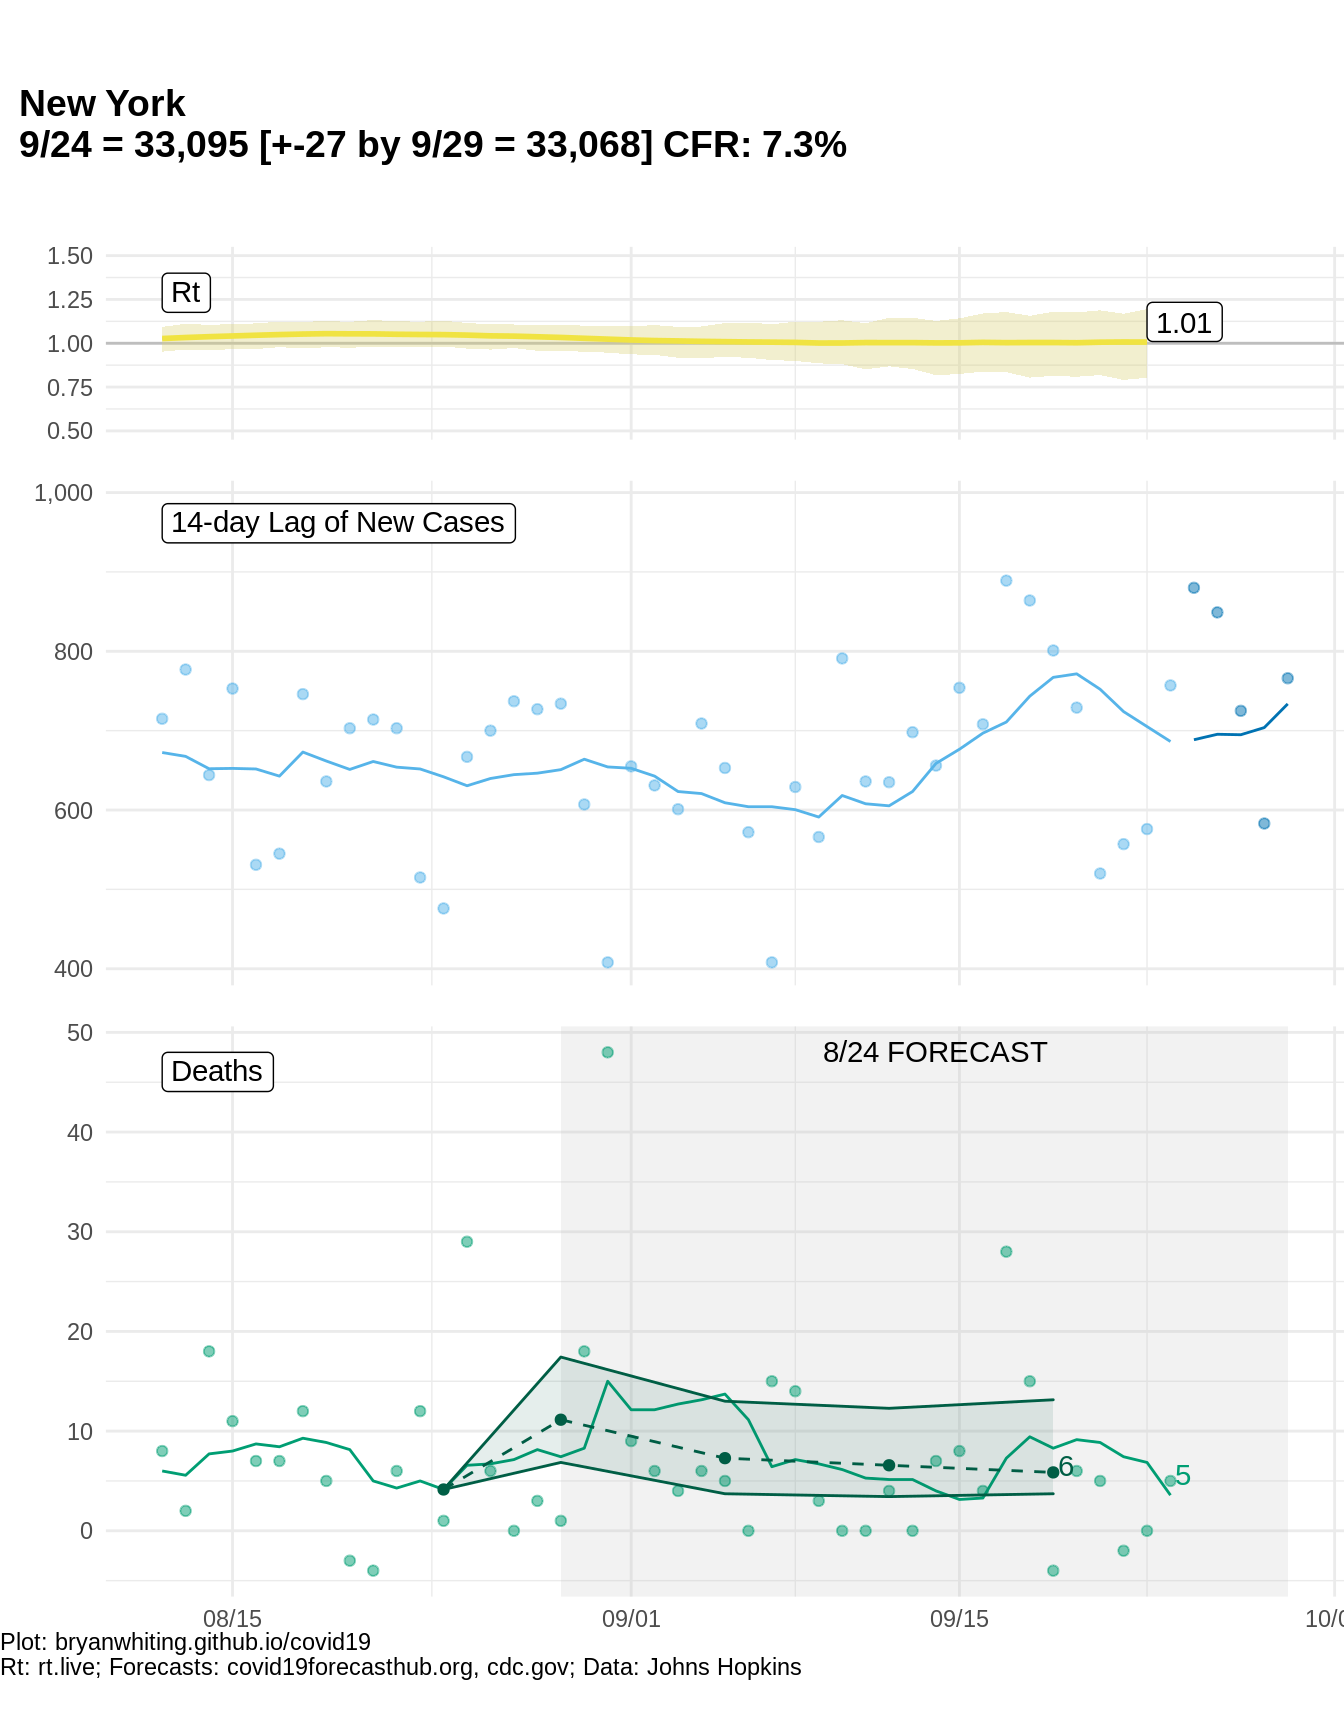 New York
9/24 = 33,095 [+-27 by 9/29 = 33,068] CFR: 7.3%
1.50
1.25
1.00
0.75
0.50
Rt
1.01
1,000
800
600
400
14-day Lag of New Cases
50
40
30
20
10
0
Deaths
8/24 FORECAST
6
5
08/15
09/01
09/15
10/0
Plot: bryanwhiting.github.io/covid19
Rt: rt.live; Forecasts: covid19forecasthub.org, cdc.gov; Data: Johns Hopkins